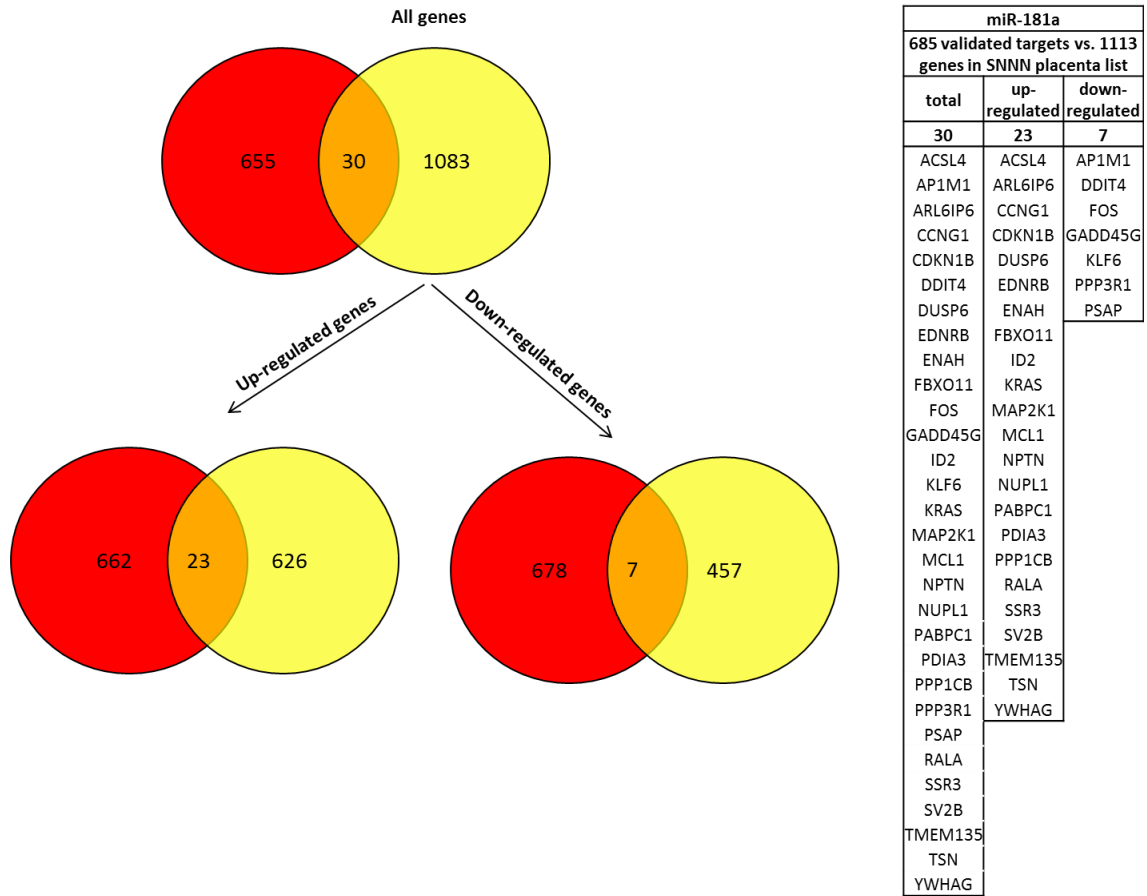 All genes
655 30 1083
Up-regulated genes
Down-regulated genes
662 23 626
678 7 457
miR-181a
685 validated targets vs. 1113
genes in SNNN placenta list
total up-regulated down-regulated
30 23 7
ACSL4 ACSL4 AP1M1
AP1M1 ARL6IP6 DDIT4
ARL6IP6 CCNG1 FOS
CCNG1 CDKN1B GADD45G
CDKN1B DUSP6 KLF6
DDIT4 EDNRB PPP3R1
DUSP6 ENAH PSAP
EDNRB FBXO11
ENAH ID2
FBXO11 KRAS
FOS MAP2K1
GADD45G MCL1
ID2 NPTN
KLF6 NUPL1
KRAS PABPC1
MAP2K1 PDIA3
MCL1 PPP1CB
NPTN RALA
NUPL1 SSR3
PABPC1 SV2B
PDIA3 TMEM135
PPP1CB TSN
PPP3R1 YWHAG
PSAP
RALA
SSR3
SV2B
TMEM135
TSN
YWHAG